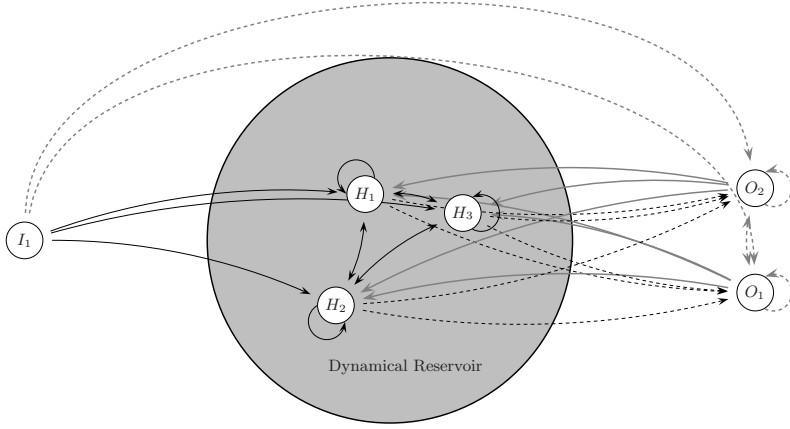 H₁
O₂
H₃
I₁
O₁
H₂
Dynamical Reservoir